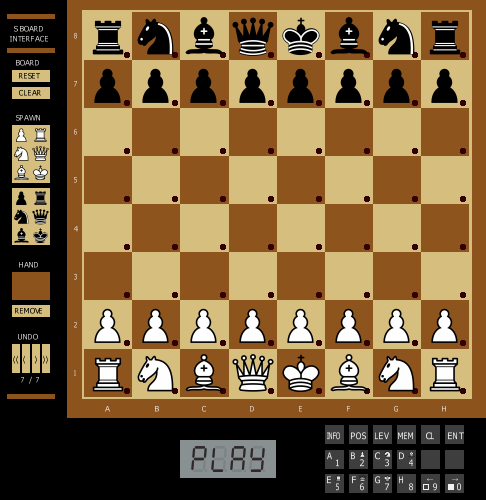 S BOARD
INTERFACE
BOARD
RESET
CLEAR
SPAWN
HAND
REMOVE
UNDO
7 / 7
8
7
6
5
4
3
2
1
A B C D E F G H
PLAY
INFO POS LEV MEM CL ENT
A 1 B 2 C 3 D 4
E 5 F 6 G 7 H 8 ← 9 → 0